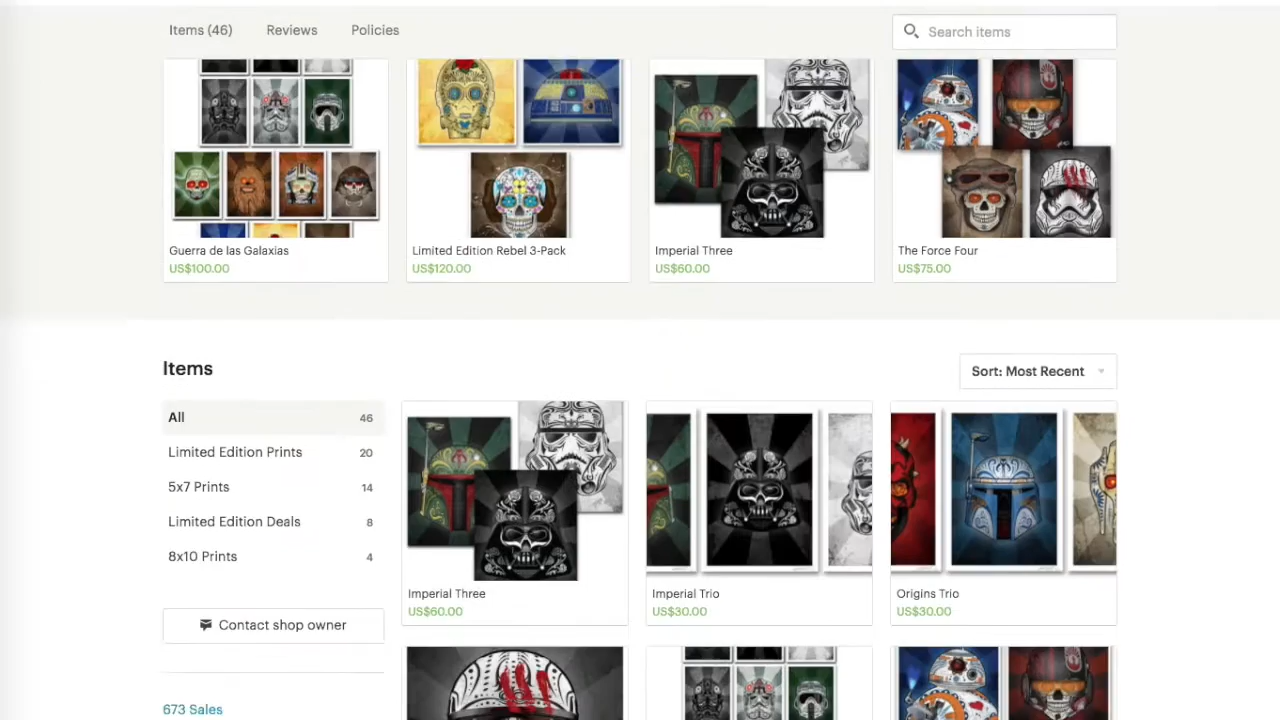 Items (46)
Reviews
Policies
Search items
Guerra de las Galaxias
US$100.00
Limited Edition Rebel 3-Pack
US$120.00
Imperial Three
US$60.00
The Force Four
US$75.00
Items
Sort: Most Recent
All 46
Limited Edition Prints 20
5x7 Prints 14
Limited Edition Deals 8
8x10 Prints 4
Contact shop owner
673 Sales
Imperial Three
US$60.00
Imperial Trio
US$30.00
Origins Trio
US$30.00